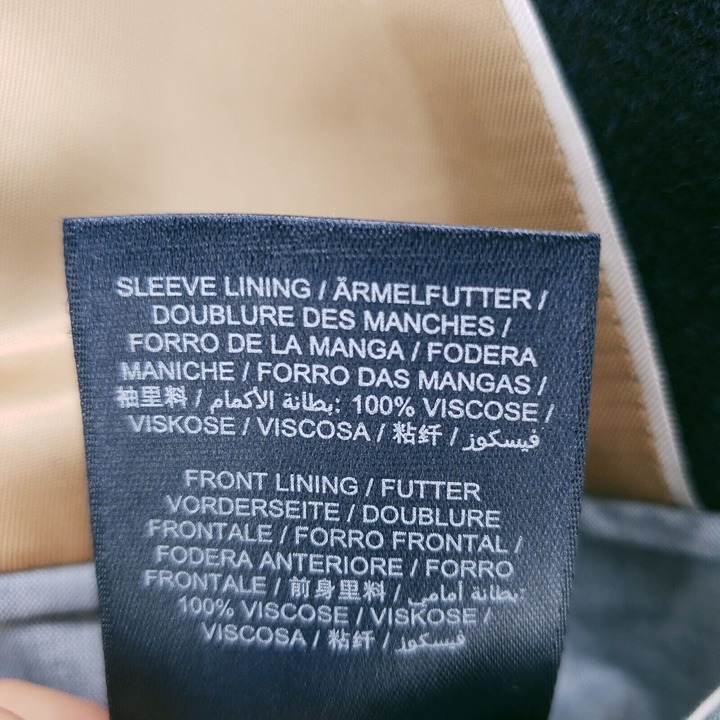 SLEEVE LINING / ÄRMELFUTTER /
DOUBLURE DES MANCHES /
FORRO DE LA MANGA / FODERA
MANICHE / FORRO DAS MANGAS /
袖里料 / بطانة الأكمام: 100% VISCOSE /
VISKOSE / VISCOSA / 粘纤 / فيسكوز
FRONT LINING / FUTTER
VORDERSEITE / DOUBLURE
FRONTALE / FORRO FRONTAL /
FODERA ANTERIORE / FORRO
FRONTALE / 前身里料 / بطانة أمامي:
100% VISCOSE / VISKOSE /
VISCOSA / 粘纤 / فيسكوز